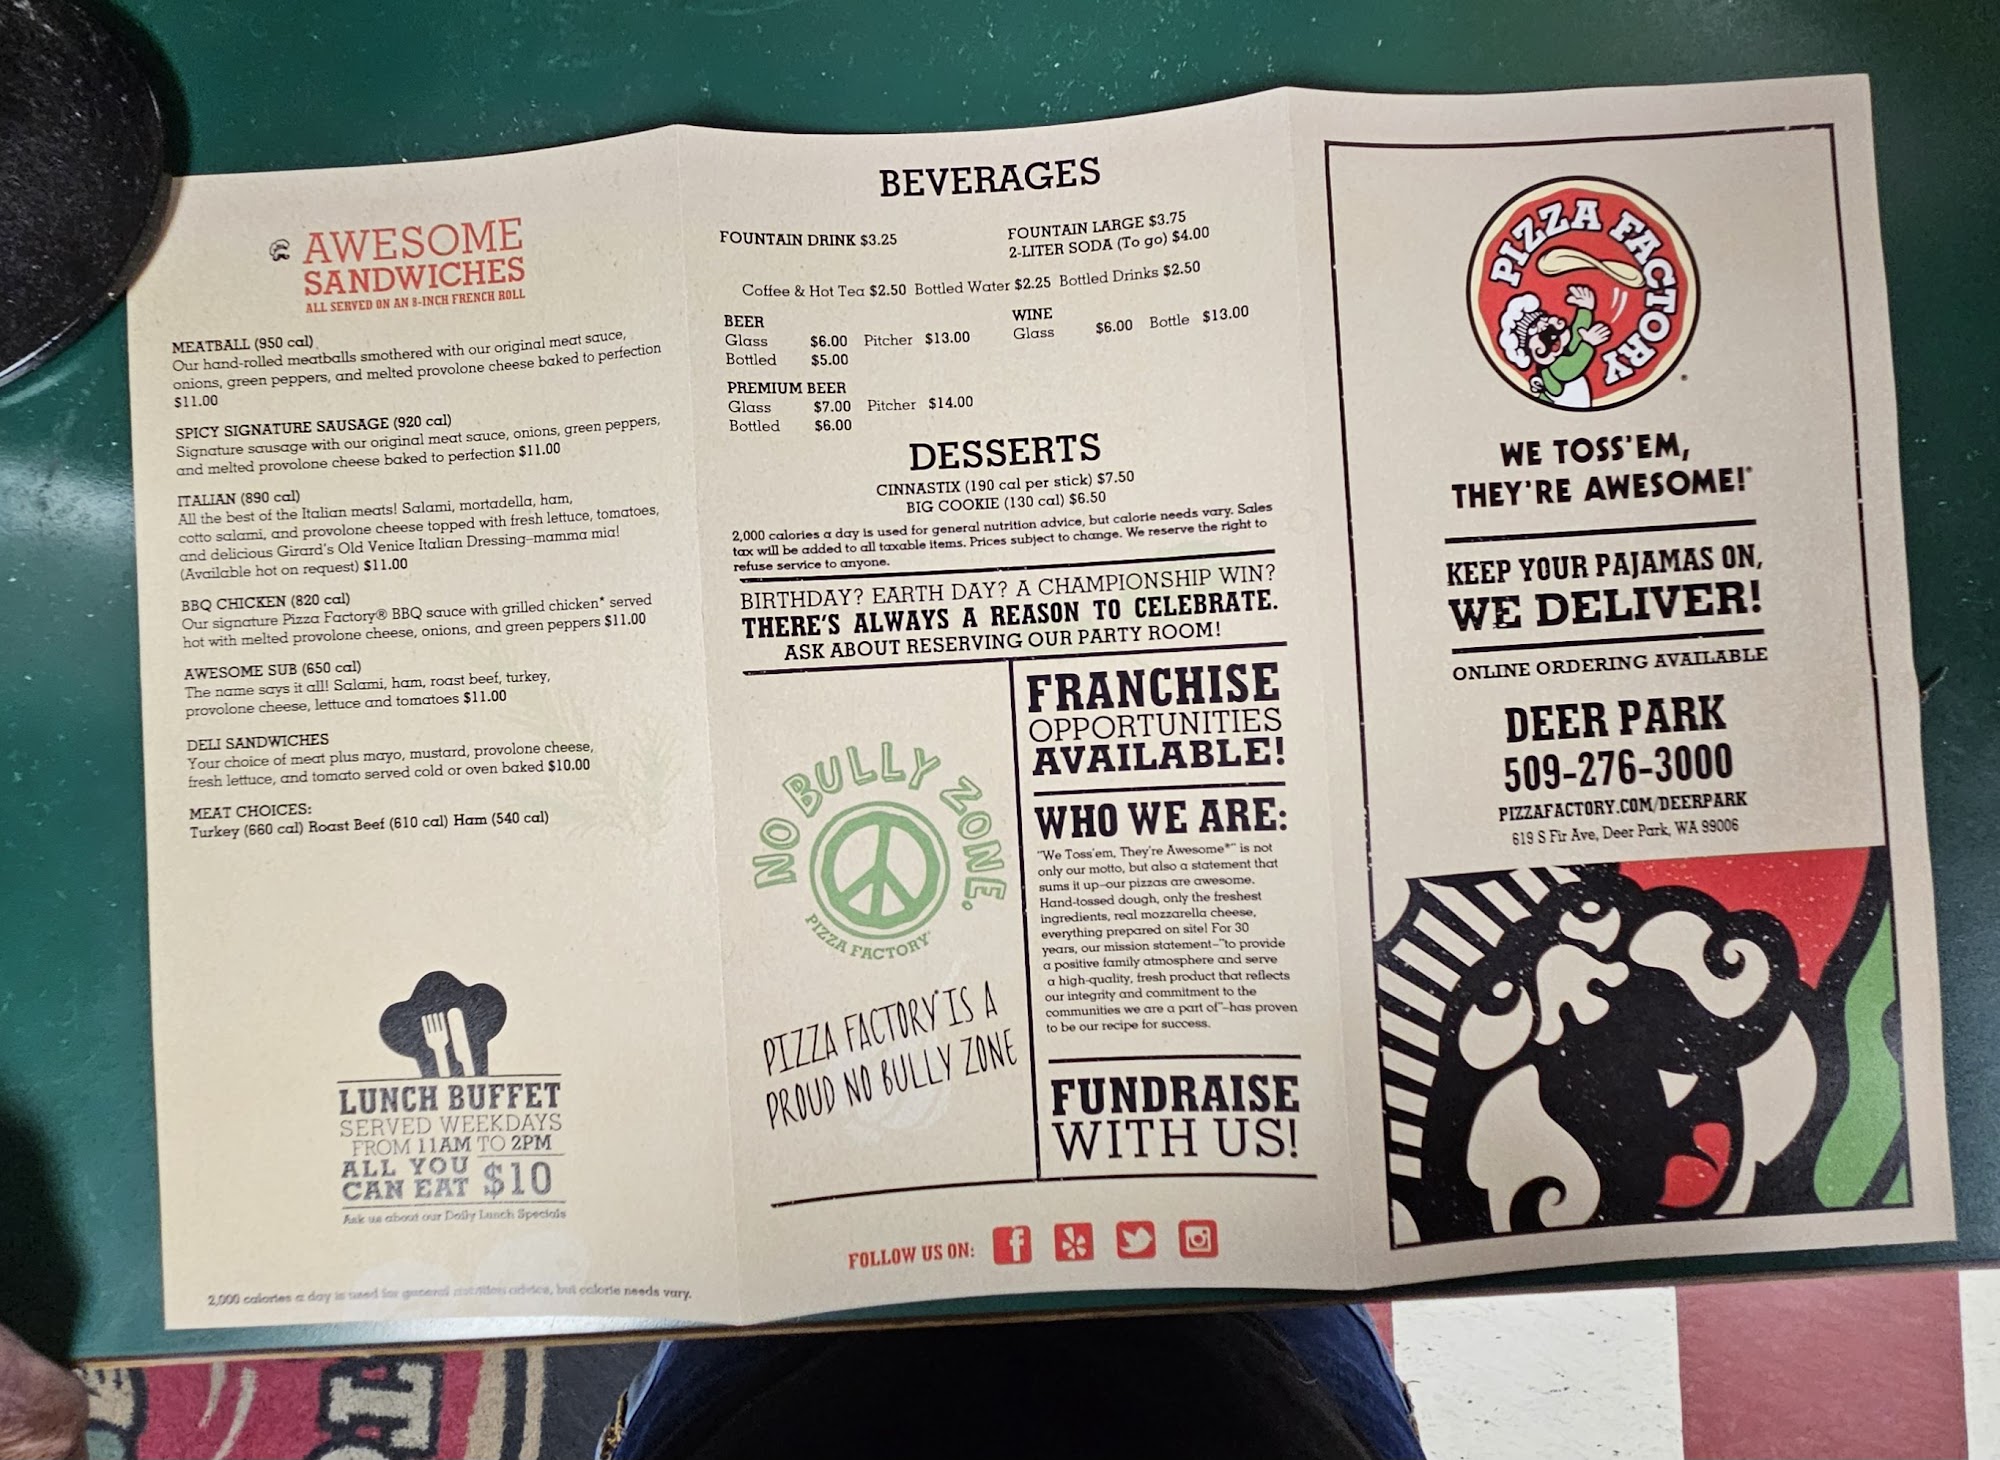 AWESOME
SANDWICHES
ALL SERVED ON AN 8-INCH FRENCH ROLL
MEATBALL (950 cal)
Our hand-rolled meatballs smothered with our original meat sauce,
onions, green peppers, and melted provolone cheese baked to perfection
$11.00
SPICY SIGNATURE SAUSAGE (920 cal)
Signature sausage with our original meat sauce, onions, green peppers,
and melted provolone cheese baked to perfection $11.00
ITALIAN (890 cal)
All the best of the Italian meats! Salami, mortadella, ham,
cotto salami, and provolone cheese topped with fresh lettuce, tomatoes,
and delicious Girard's Old Venice Italian Dressing–mamma mia!
(Available hot on request) $11.00
BBQ CHICKEN (820 cal)
Our signature Pizza Factory® BBQ sauce with grilled chicken* served
hot with melted provolone cheese, onions, and green peppers $11.00
AWESOME SUB (650 cal)
The name says it all! Salami, ham, roast beef, turkey,
provolone cheese, lettuce and tomatoes $11.00
DELI SANDWICHES
Your choice of meat plus mayo, mustard, provolone cheese,
fresh lettuce, and tomato served cold or oven baked $10.00
MEAT CHOICES:
Turkey (660 cal) Roast Beef (610 cal) Ham (540 cal)
LUNCH BUFFET
SERVED WEEKDAYS
FROM 11AM TO 2PM
ALL YOU
CAN EAT $10
Ask us about our Daily Lunch Specials
2,000 calories a day is used for general nutrition advice, but calorie needs vary.
BEVERAGES
FOUNTAIN DRINK $3.25
FOUNTAIN LARGE $3.75
2-LITER SODA (To go) $4.00
Coffee & Hot Tea $2.50 Bottled Water $2.25 Bottled Drinks $2.50
BEER
Glass $6.00 Pitcher $13.00
Bottled $5.00
WINE
Glass $6.00 Bottle $13.00
PREMIUM BEER
Glass $7.00 Pitcher $14.00
Bottled $6.00
DESSERTS
CINNASTIX (190 cal per stick) $7.50
BIG COOKIE (130 cal) $6.50
2,000 calories a day is used for general nutrition advice, but calorie needs vary. Sales
tax will be added to all taxable items. Prices subject to change. We reserve the right to
refuse service to anyone.
BIRTHDAY? EARTH DAY? A CHAMPIONSHIP WIN?
THERE'S ALWAYS A REASON TO CELEBRATE.
ASK ABOUT RESERVING OUR PARTY ROOM!
NO BULLY ZONE.
PIZZA FACTORY
PIZZA FACTORY IS A
PROUD NO BULLY ZONE
FRANCHISE
OPPORTUNITIES
AVAILABLE!
WHO WE ARE:
"We Toss'em, They're Awesome®" is not
only our motto, but also a statement that
sums it up–our pizzas are awesome.
Hand-tossed dough, only the freshest
ingredients, real mozzarella cheese,
everything prepared on site! For 30
years, our mission statement–"to provide
a positive family atmosphere and serve
a high-quality, fresh product that reflects
our integrity and commitment to the
communities we are a part of"–has proven
to be our recipe for success.
FUNDRAISE
WITH US!
FOLLOW US ON:
PIZZA FACTORY
WE TOSS'EM,
THEY'RE AWESOME!®
KEEP YOUR PAJAMAS ON,
WE DELIVER!
ONLINE ORDERING AVAILABLE
DEER PARK
509-276-3000
PIZZAFACTORY.COM/DEERPARK
619 S Fir Ave, Deer Park, WA 99006